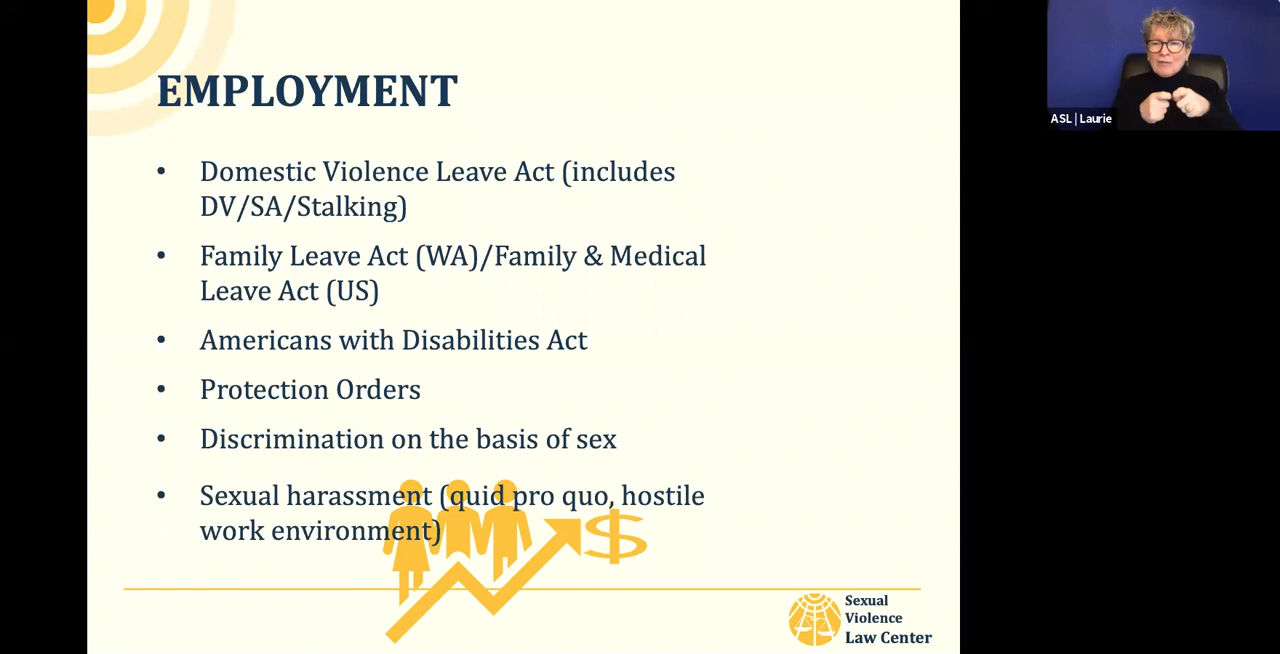 EMPLOYMENT
• Domestic Violence Leave Act (includes
DV/SA/Stalking)
• Family Leave Act (WA)/Family & Medical
Leave Act (US)
• Americans with Disabilities Act
• Protection Orders
• Discrimination on the basis of sex
• Sexual harassment (quid pro quo, hostile
work environment)
$
Sexual
Violence
Law Center
ASL | Laurie